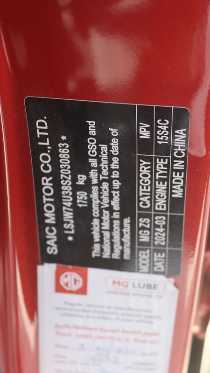 SAIC MOTOR CO.,LTD.
* LSJW74U38SZ030863 *
1750 kg
This vehicle complies with all GSO and
National Motor Vehicle Technical
Regulations in effect up to the date of
manufacture.
MODEL MG ZS CATEGORY MPV
DATE 2024-03 ENGINE TYPE 15S4C
MADE IN CHINA
MG
MG LUBE